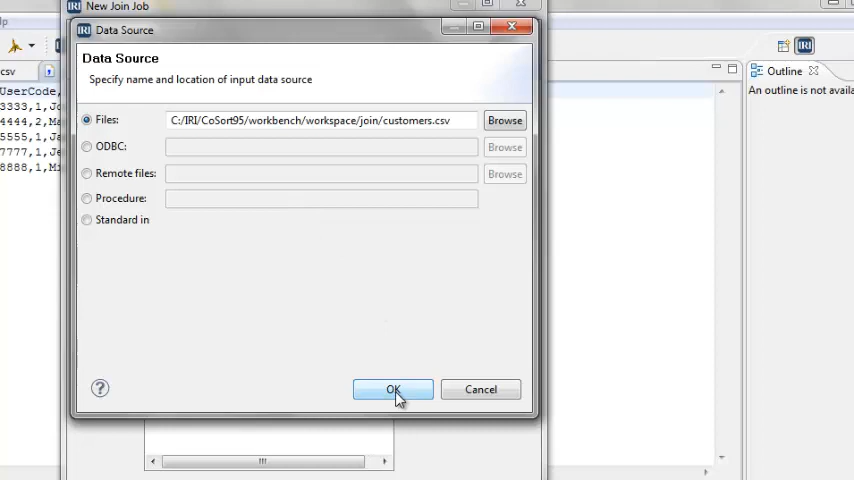 New Join Job
IRI Data Source
Data Source
Specify name and location of input data source
Files: C:/IRI/CoSort95/workbench/workspace/join/customers.csv Browse
ODBC: Browse
Remote files: Browse
Procedure:
Standard in
? OK Cancel
IRI
csv
UserCode,
3333,1,Jo
4444,2,Ma
5555,1,Ja
7777,1,Je
8888,1,Mi
Outline
An outline is not availa